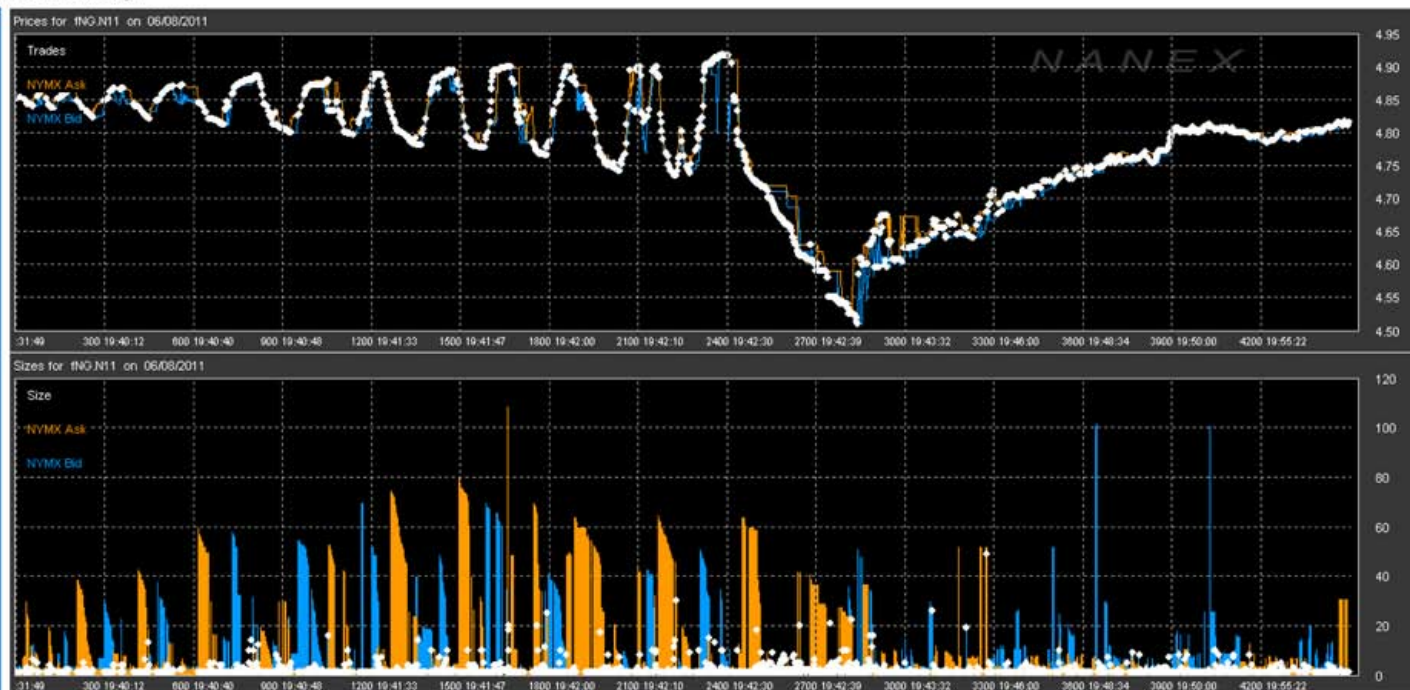 Prices for fNG.N11 on 06/08/2011
Trades
NYMX Ask
NYMX Bid
NANEX
4.95
4.90
4.85
4.80
4.75
4.70
4.65
4.60
4.55
4.50
:31:49 300 19:40:12 600 19:40:40 900 19:40:48 1200 19:41:33 1500 19:41:47 1800 19:42:00 2100 19:42:10 2400 19:42:30 2700 19:42:39 3000 19:43:32 3300 19:46:00 3600 19:48:34 3900 19:50:00 4200 19:55:22
Sizes for fNG.N11 on 06/08/2011
Size
NYMX Ask
NYMX Bid
120
100
80
60
40
20
0
:31:49 300 19:40:12 600 19:40:40 900 19:40:48 1200 19:41:33 1500 19:41:47 1800 19:42:00 2100 19:42:10 2400 19:42:30 2700 19:42:39 3000 19:43:32 3300 19:46:00 3600 19:48:34 3900 19:50:00 4200 19:55:22